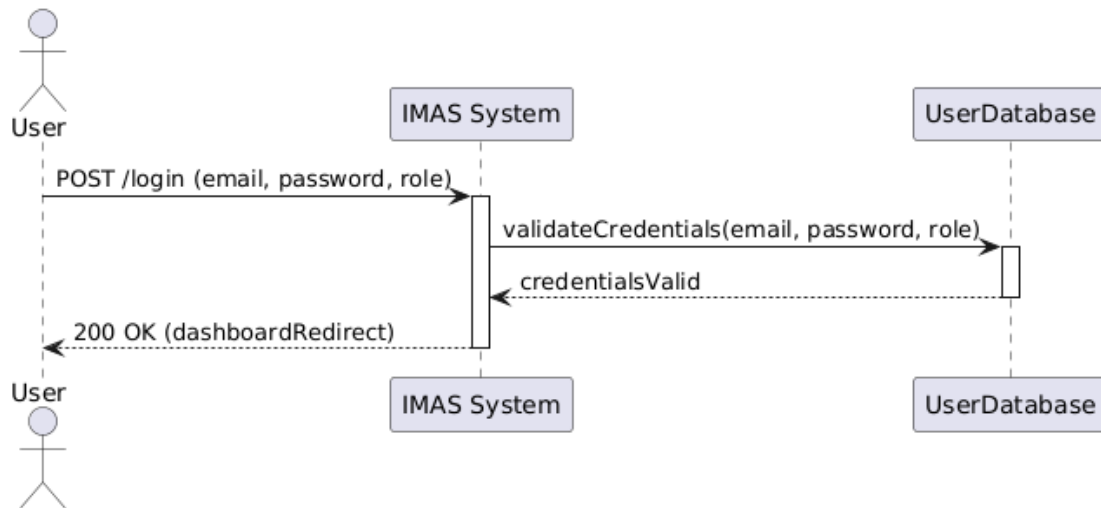 User
IMAS System
UserDatabase
POST /login (email, password, role)
validateCredentials(email, password, role)
credentialsValid
200 OK (dashboardRedirect)
User
IMAS System
UserDatabase